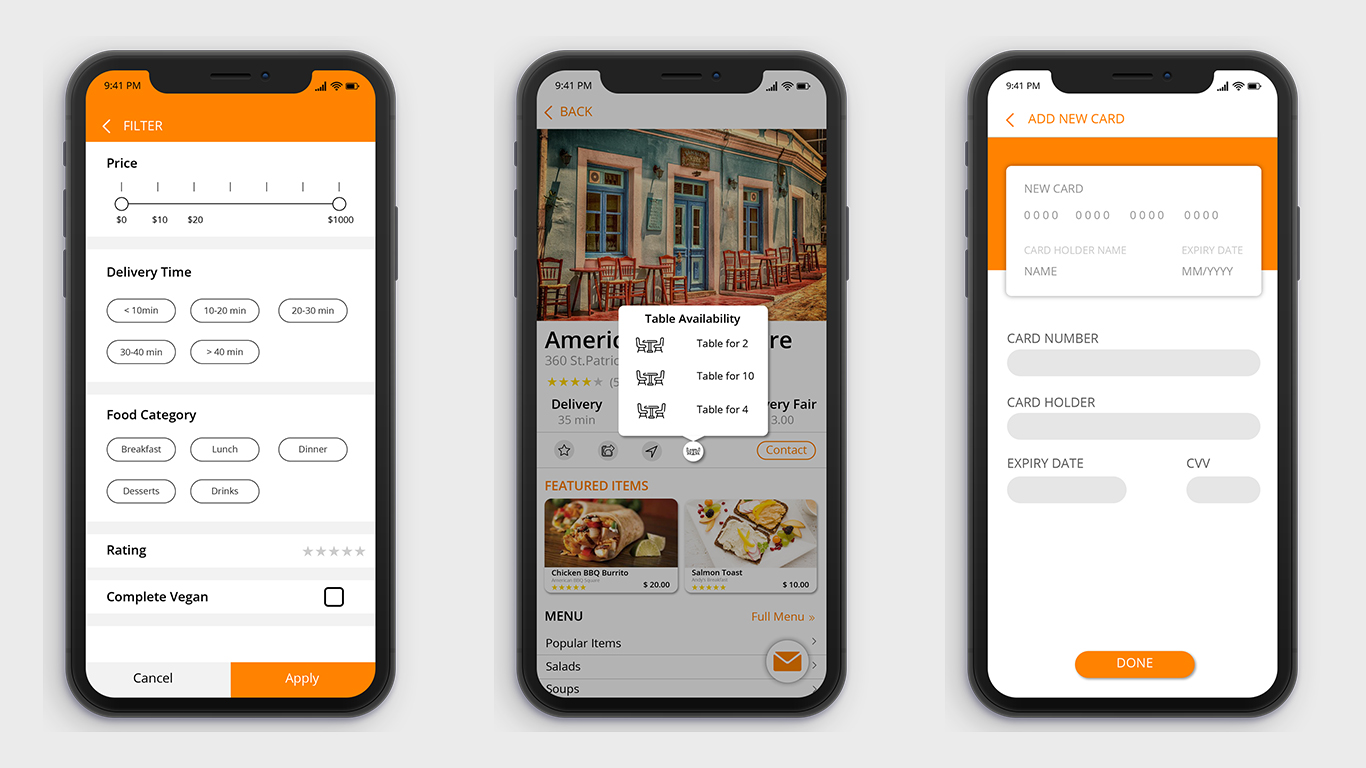 9:41 PM
FILTER
Price
$0 $10 $20 $1000
Delivery Time
< 10min 10-20 min 20-30 min
30-40 min > 40 min
Food Category
Breakfast Lunch Dinner
Desserts Drinks
Rating
Complete Vegan
Cancel Apply
9:41 PM
BACK
Table Availability
Table for 2
Table for 10
Table for 4
Americ re
360 St.Patric
(5
Delivery very Fair
35 min 3.00
Contact
FEATURED ITEMS
Chicken BBQ Burrito
American BBQ Square
$ 20.00
Salmon Toast
Andy's Breakfast
$ 10.00
MENU Full Menu »
Popular Items
Salads
Soups
9:41 PM
ADD NEW CARD
NEW CARD
0000 0000 0000 0000
CARD HOLDER NAME EXPIRY DATE
NAME MM/YYYY
CARD NUMBER
CARD HOLDER
EXPIRY DATE CVV
DONE